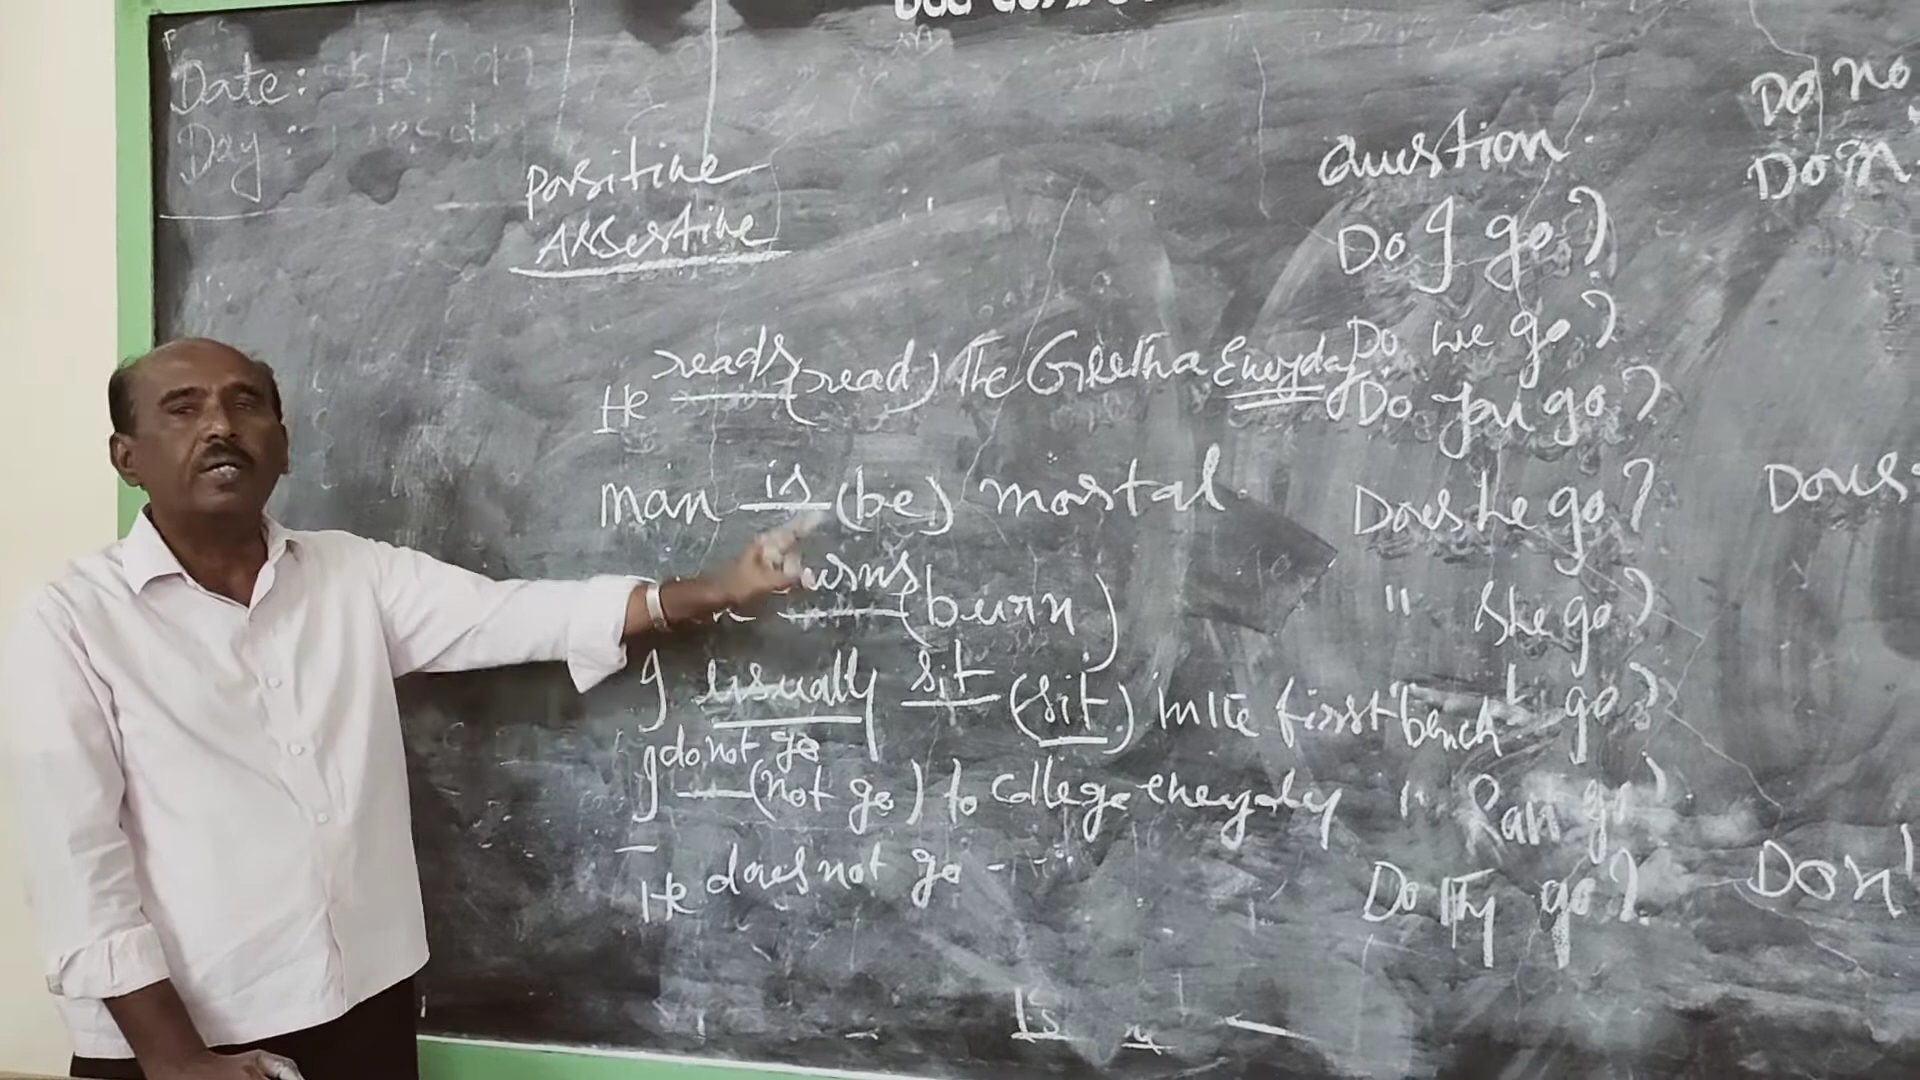 Date:
Day:
Positive
Assertive
He reads (read) The Geetha Everyday
man is (be) mortal.
(burn)
I usually sit (sit) in the first bench
I do not go (not go) to college everyday
He does not go -
Question.
Do I go?
Do we go?
Do you go?
Does he go?
" She go?
" it go?
" Ram go?
Do they go?
Do no
Don
Does
Don'
Is